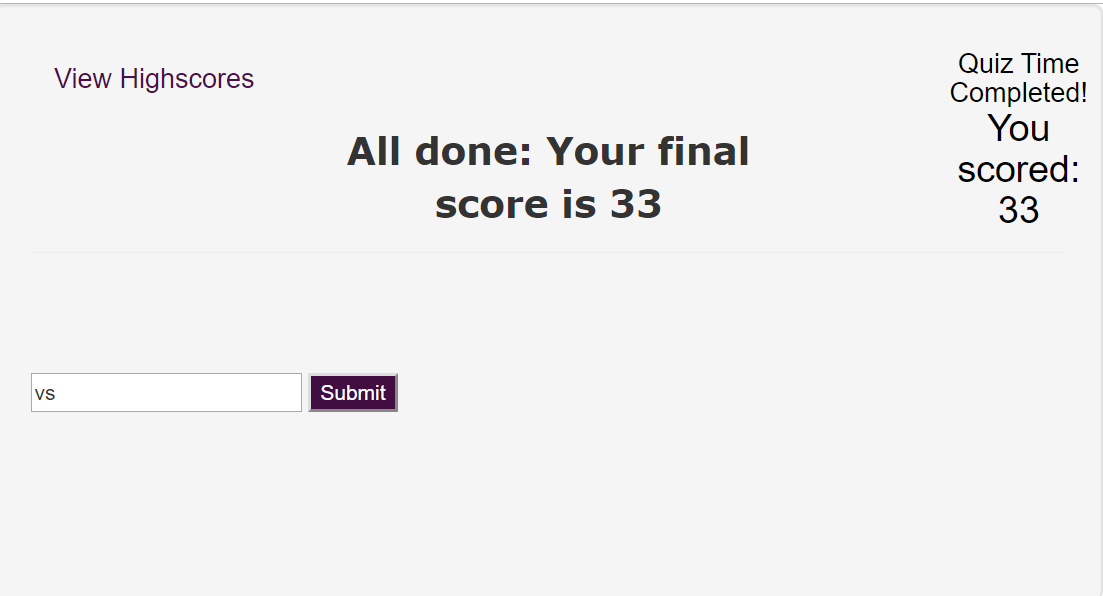 View Highscores
Quiz Time
Completed!
You
scored:
33
All done: Your final
score is 33
vs
Submit